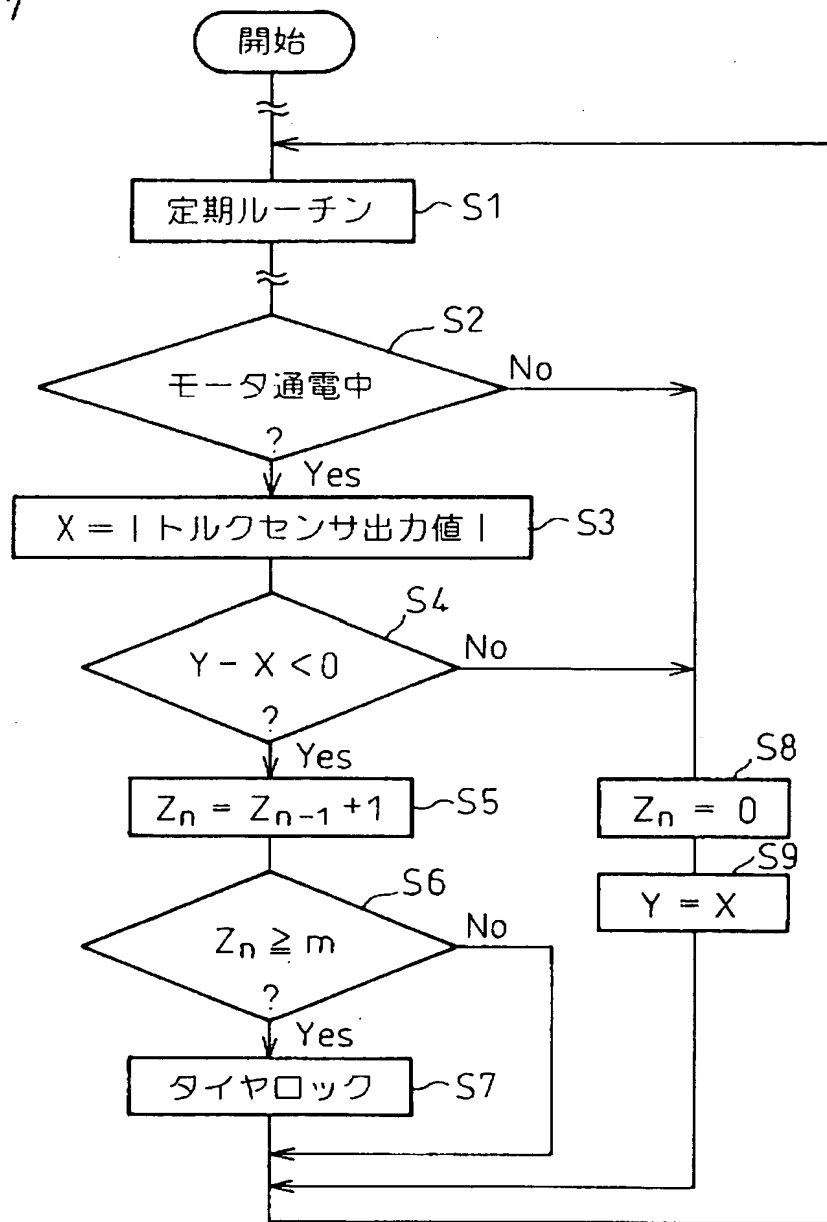 開始
定期ルーチン
S1
S2
モータ通電中
?
No
Yes
X = | トルクセンサ出力値 |
S3
S4
Y - X < 0
?
No
Yes
Zn = Zn-1 +1
S5
S8
Zn = 0
S9
Y = X
S6
Zn ≧ m
?
No
Yes
タイヤロック
S7